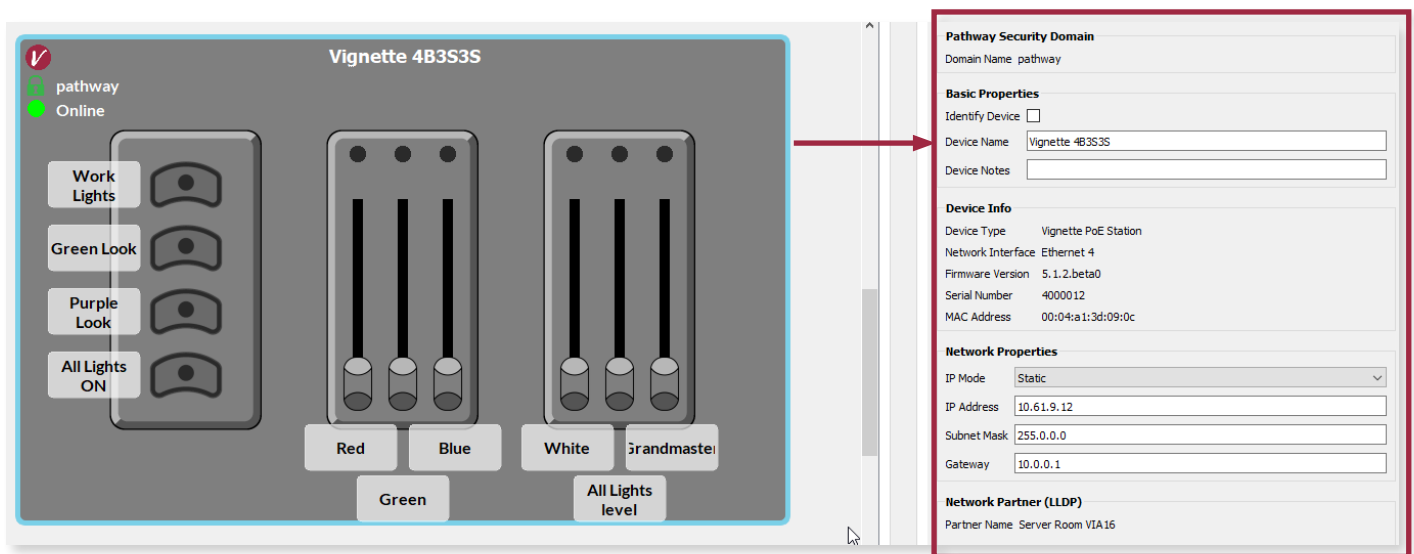 V
Vignette 4B3S3S
pathway
Online
Work
Lights
Green Look
Purple
Look
All Lights
ON
Red
Blue
Green
White
Grandmaster
All Lights
level
Pathway Security Domain
Domain Name pathway
Basic Properties
Identify Device
Device Name Vignette 4B3S3S
Device Notes
Device Info
Device Type Vignette PoE Station
Network Interface Ethernet 4
Firmware Version 5.1.2.beta0
Serial Number 4000012
MAC Address 00:04:a1:3d:09:0c
Network Properties
IP Mode Static
IP Address 10.61.9.12
Subnet Mask 255.0.0.0
Gateway 10.0.0.1
Network Partner (LLDP)
Partner Name Server Room VIA16